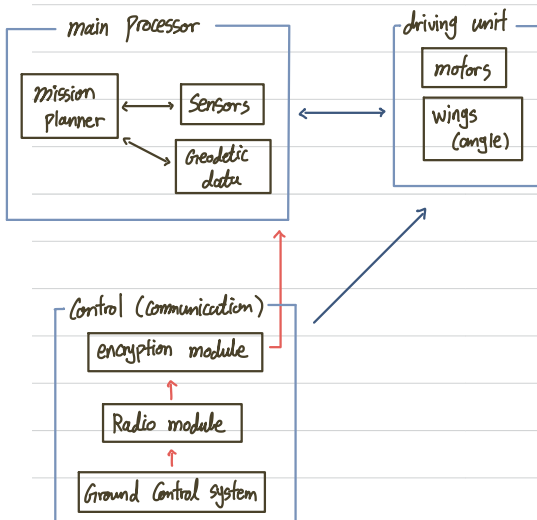 main processor
mission
planner
Sensors
Geodetic
data
driving unit
motors
wings
(angle)
Control (communication)
encryption module
Radio module
Ground Control system